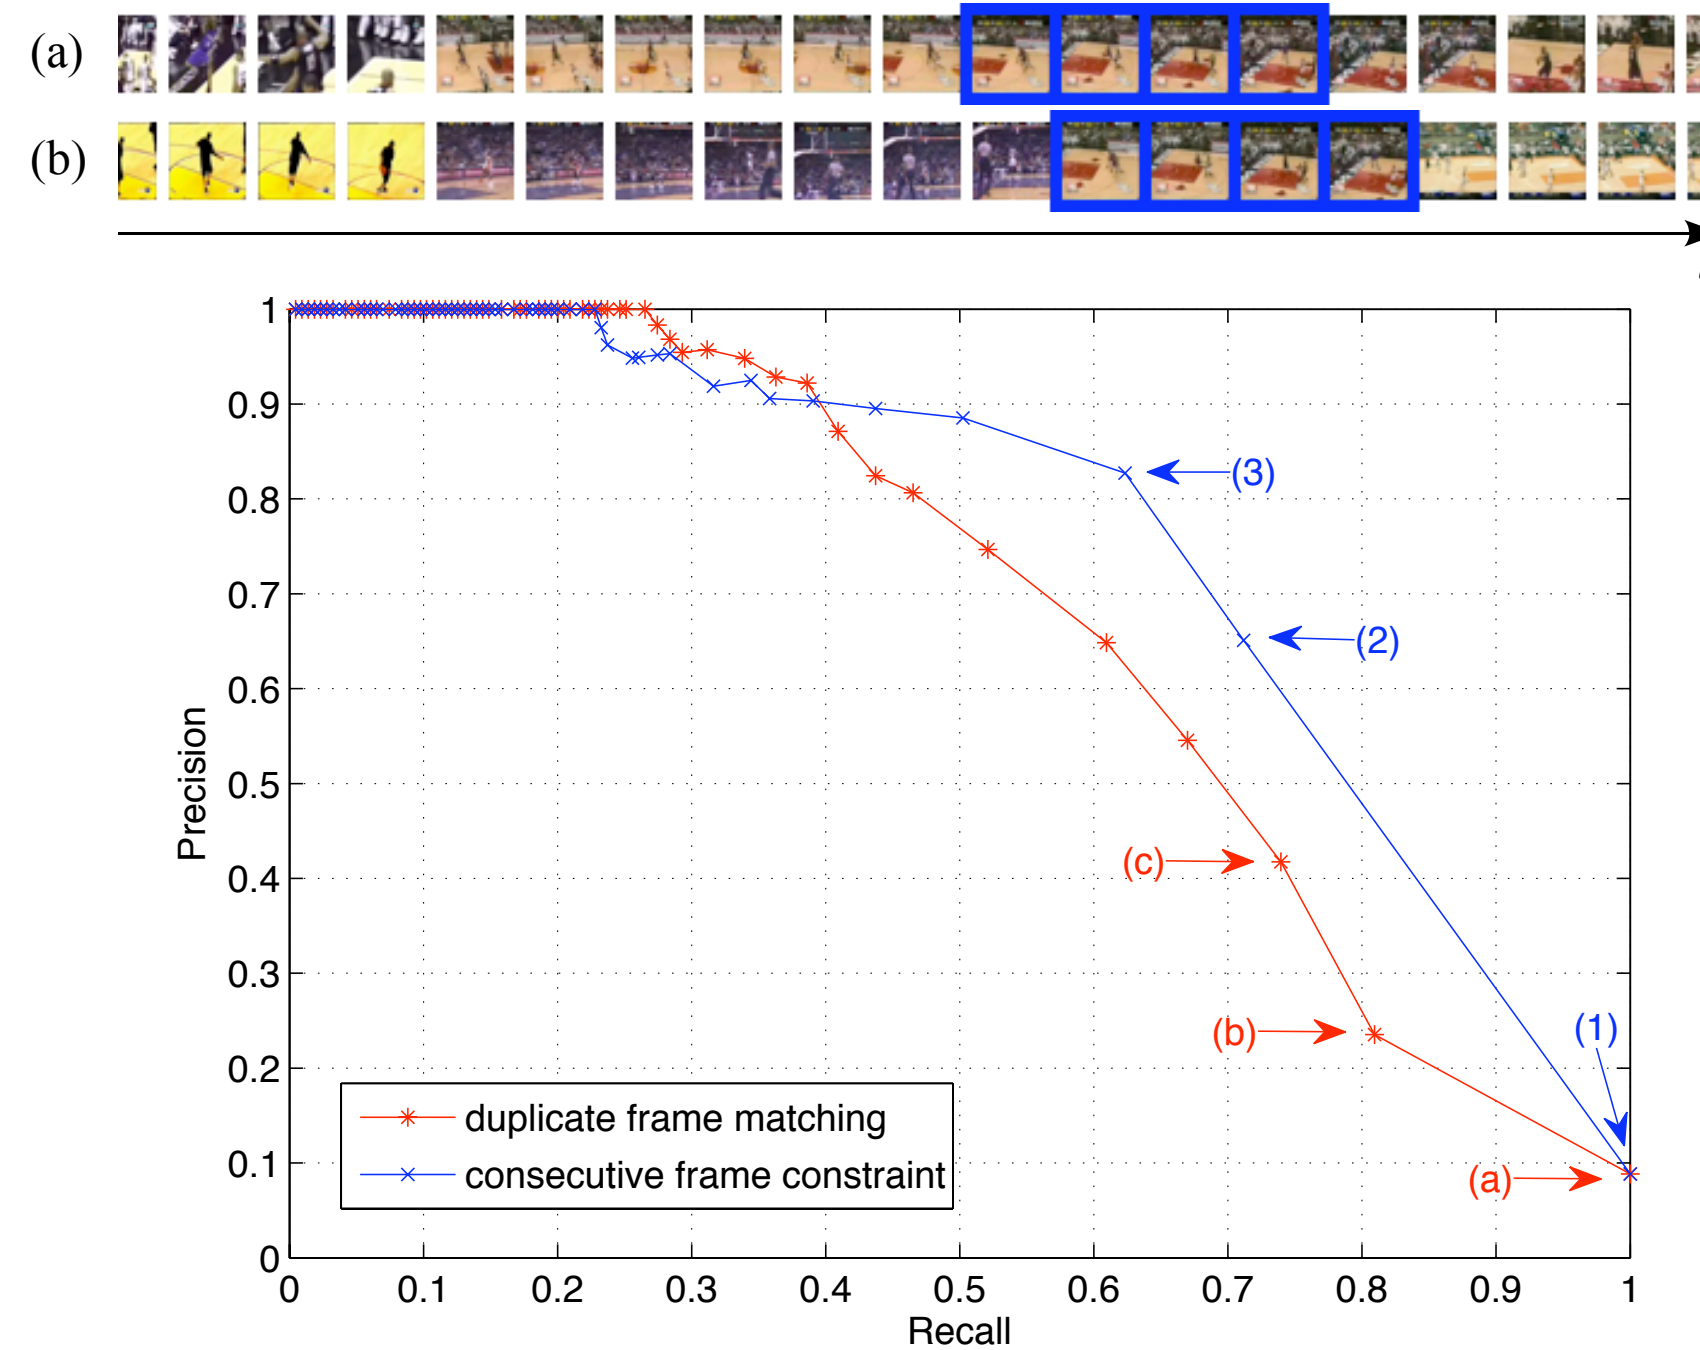 (a)
(b)
1
0.9
0.8
0.7
0.6
0.5
0.4
0.3
0.2
0.1
0
Precision
(3)
(2)
(c)
(b)
(1)
(a)
duplicate frame matching
consecutive frame constraint
0 0.1 0.2 0.3 0.4 0.5 0.6 0.7 0.8 0.9 1
Recall